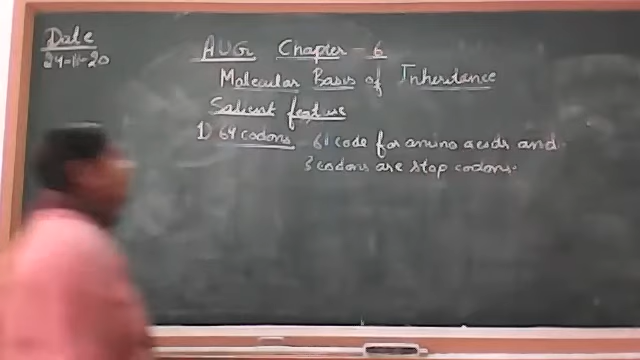 Date
24-11-20
AUG Chapter - 6
Molecular Basis of Inheritance
Salient feature
1) 64 codons 61 code for amino acids and
3 codons are stop codons.